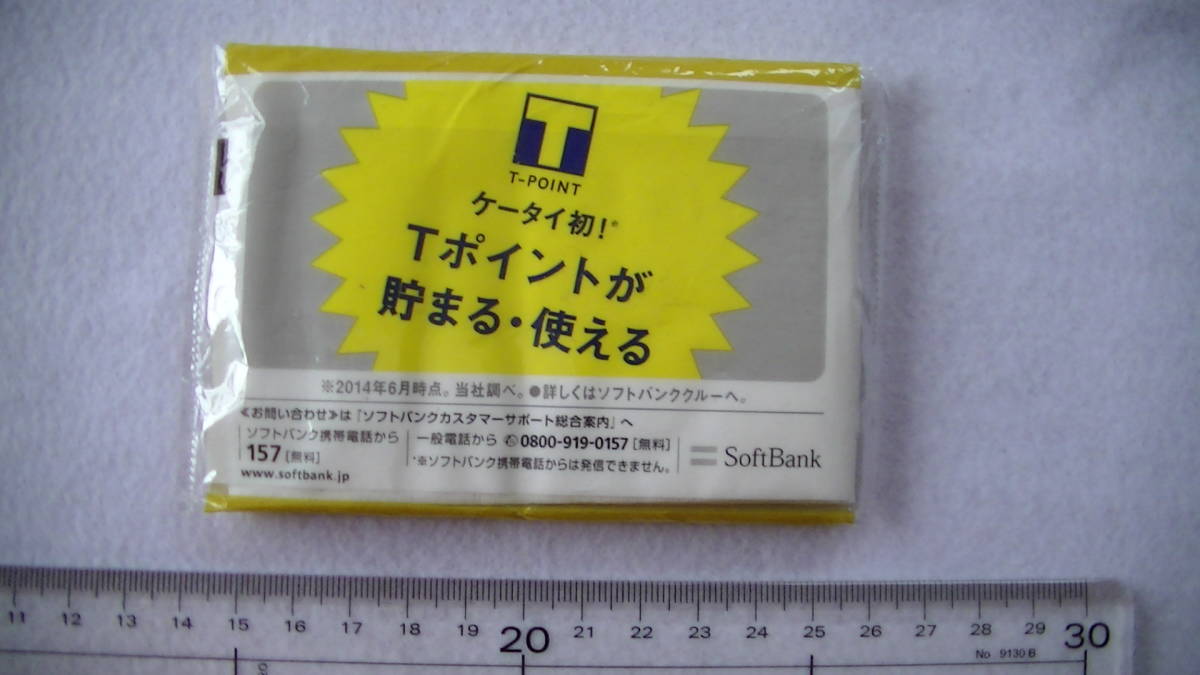 T
T-POINT
ケータイ初!※
Tポイントが
貯まる・使える
※2014年6月時点。当社調べ。●詳しくはソフトバンククルーへ。
≪お問い合わせ≫は「ソフトバンクカスタマーサポート総合案内」へ
ソフトバンク携帯電話から
157 [無料]
一般電話から 0800-919-0157 [無料]
※ソフトバンク携帯電話からは発信できません。
www.softbank.jp
SoftBank
11 12 13 14 15 16 17 18 19 20 21 22 23 24 25 26 27 28 29 30
No 9130 B